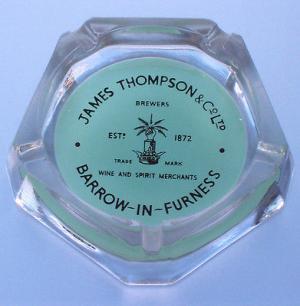 JAMES THOMPSON & Co LTD
BREWERS
ESTD 1872
TRADE MARK
WINE AND SPIRIT MERCHANTS
BARROW-IN-FURNESS